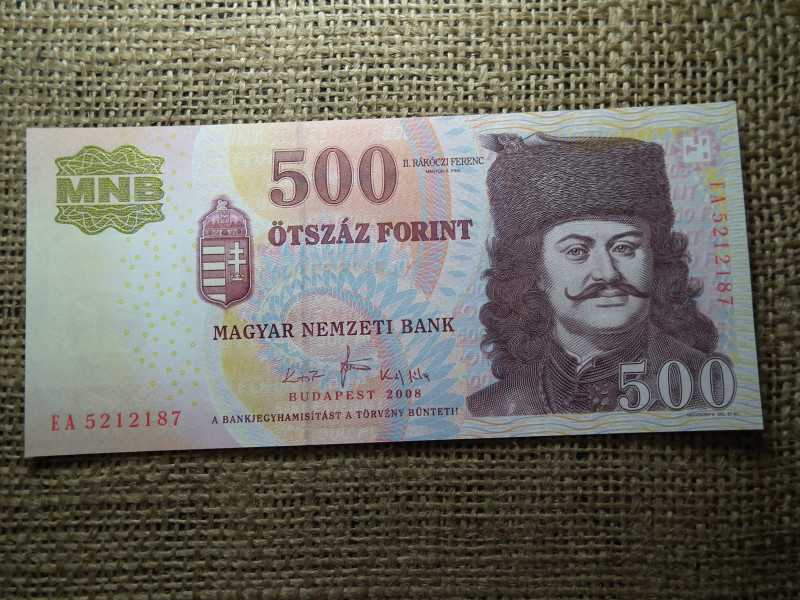 MNB
500
II. RÁKÓCZI FERENC
ÖTSZÁZ FORINT
MAGYAR NEMZETI BANK
BUDAPEST 2008
A BANKJEGYHAMISÍTÁST A TÖRVÉNY BÜNTETI!
EA 5212187
EA 5212187
500